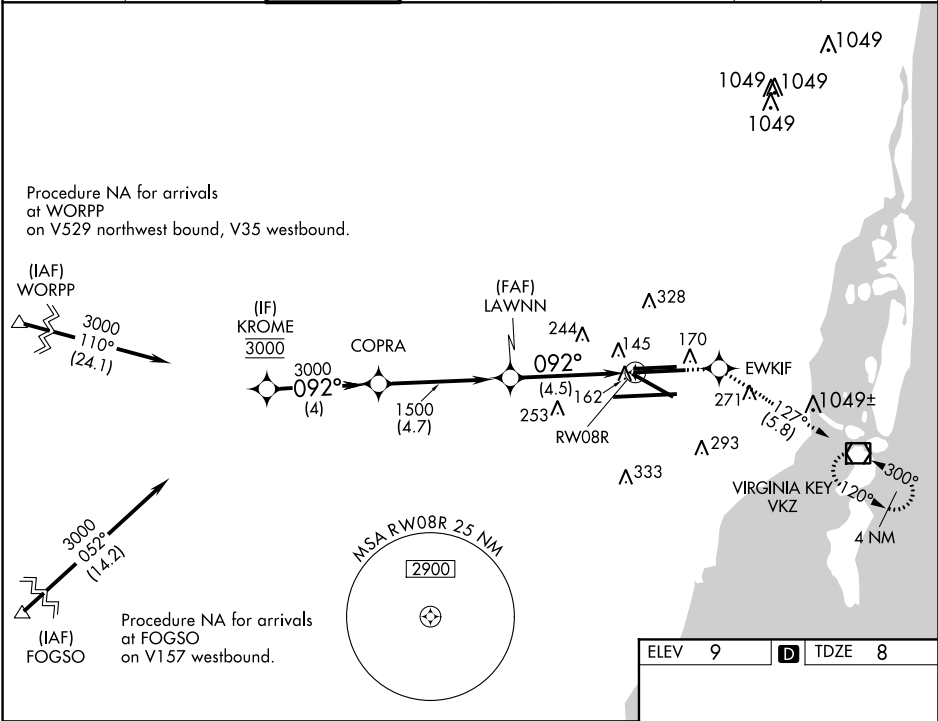 1049
1049
1049
1049
Procedure NA for arrivals
at WORPP
on V529 northwest bound, V35 westbound.
(IAF)
WORPP
3000
110°
(24.1)
(IF)
KROME
3000
3000
092°
(4)
COPRA
1500
(4.7)
(FAF)
LAWNN
092°
(4.5)
244
328
145
170
162
253
RW08R
EWKIF
271
127°
(5.8)
1049±
293
333
VIRGINIA KEY
VKZ
300°
120°
4 NM
3000
052°
(14.2)
(IAF)
FOGSO
Procedure NA for arrivals
at FOGSO
on V157 westbound.
MSA RW08R 25 NM
2900
ELEV 9 D TDZE 8